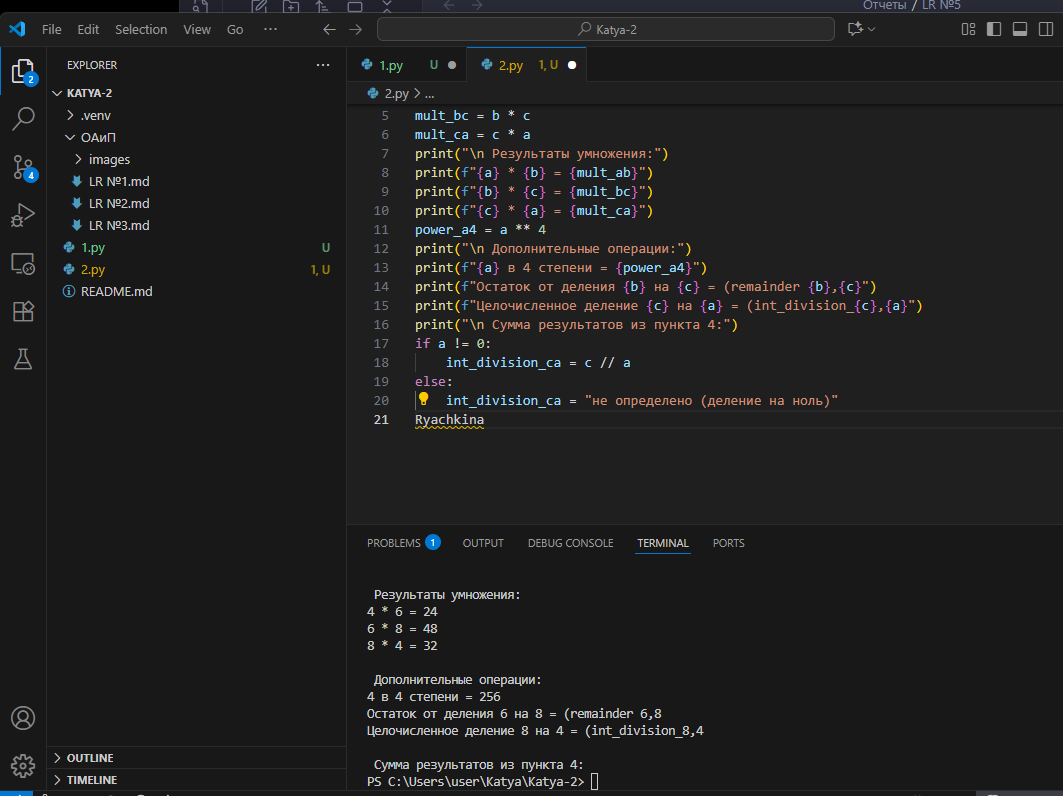 Отчеты / LR №5
File Edit Selection View Go ··· Katya-2
EXPLORER ···
KATYA-2
.venv
ОАиП
images
LR №1.md
LR №2.md
LR №3.md
1.py U
2.py 1, U
README.md
OUTLINE
TIMELINE
2
4
1.py U 2.py 1, U
2.py > ...
5 mult_bc = b * c
6 mult_ca = c * a
7 print("\n Результаты умножения:")
8 print(f"{a} * {b} = {mult_ab}")
9 print(f"{b} * {c} = {mult_bc}")
10 print(f"{c} * {a} = {mult_ca}")
11 power_a4 = a ** 4
12 print("\n Дополнительные операции:")
13 print(f"{a} в 4 степени = {power_a4}")
14 print(f"Остаток от деления {b} на {c} = (remainder {b},{c}")
15 print(f"Целочисленное деление {c} на {a} = (int_division_{c},{a}")
16 print("\n Сумма результатов из пункта 4:")
17 if a != 0:
18 int_division_ca = c // a
19 else:
20 int_division_ca = "не определено (деление на ноль)"
21 Ryachkina
PROBLEMS 1 OUTPUT DEBUG CONSOLE TERMINAL PORTS
Результаты умножения:
4 * 6 = 24
6 * 8 = 48
8 * 4 = 32
Дополнительные операции:
4 в 4 степени = 256
Остаток от деления 6 на 8 = (remainder 6,8
Целочисленное деление 8 на 4 = (int_division_8,4
Сумма результатов из пункта 4:
PS C:\Users\user\Katya\Katya-2>